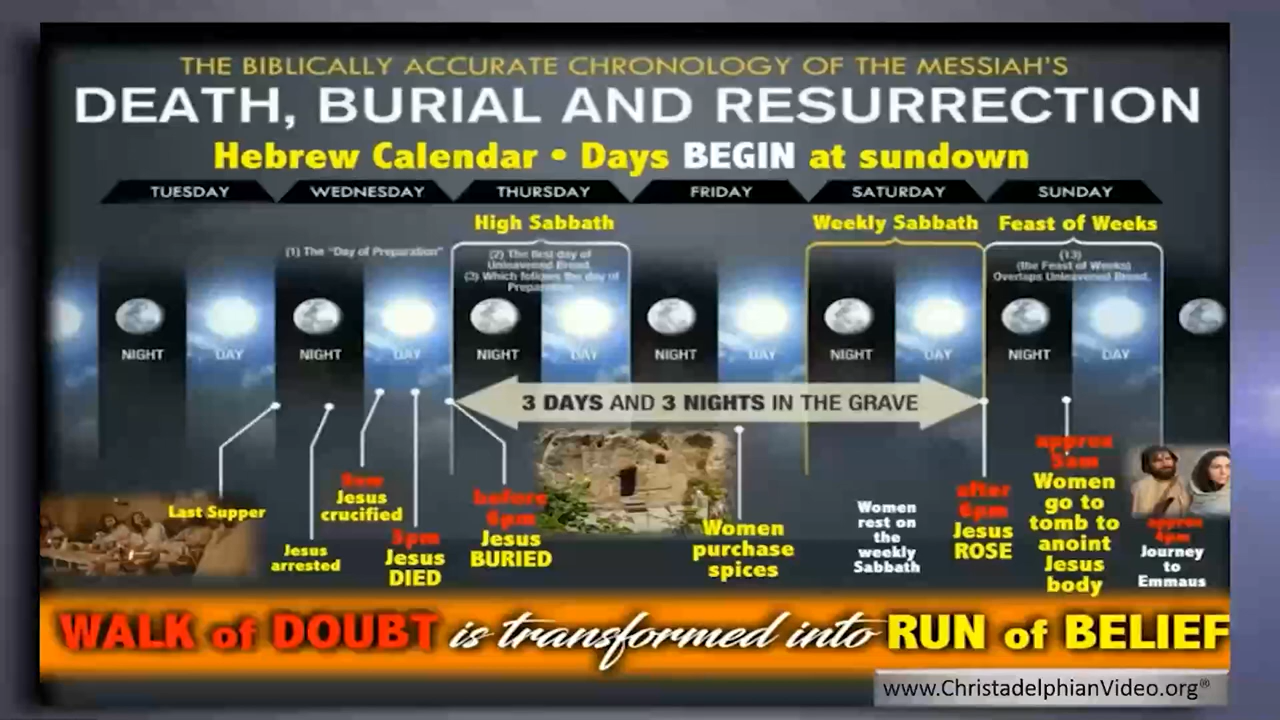 THE BIBLICALLY ACCURATE CHRONOLOGY OF THE MESSIAH'S
DEATH, BURIAL AND RESURRECTION
Hebrew Calendar • Days BEGIN at sundown
TUESDAY WEDNESDAY THURSDAY FRIDAY SATURDAY SUNDAY
High Sabbath Weekly Sabbath Feast of Weeks
(1) The "Day of Preparation"
(2) The first day of
Unleavened Bread
(3) Which follows the day of
Preparation
(13)
(the Feast of Weeks)
Overlaps Unleavened Bread.
NIGHT DAY NIGHT DAY NIGHT DAY NIGHT DAY NIGHT DAY NIGHT DAY
3 DAYS AND 3 NIGHTS IN THE GRAVE
Last Supper
Jesus
arrested
9am
Jesus
crucified
3pm
Jesus
DIED
before
6pm
Jesus
BURIED
Women
purchase
spices
Women
rest on
the
weekly
Sabbath
after
6pm
Jesus
ROSE
approx
5am
Women
go to
tomb to
anoint
Jesus
body
approx
4pm
Journey
to
Emmaus
WALK of DOUBT is transformed into RUN of BELIEF
www.ChristadelphianVideo.org®